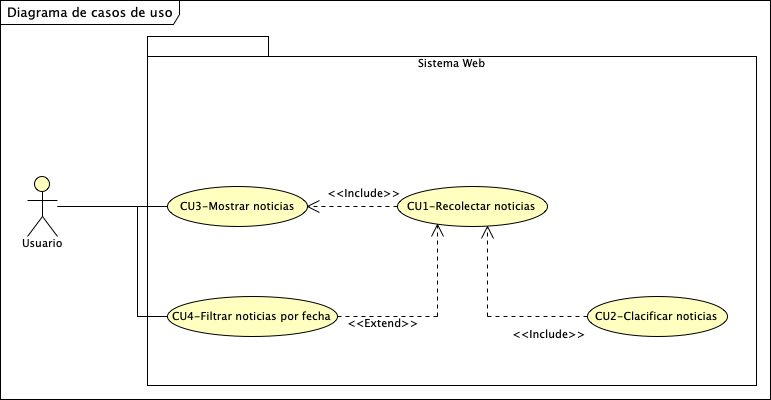 Diagrama de casos de uso
Sistema Web
<<Include>>
CU3-Mostrar noticias
CU1-Recolectar noticias
Usuario
CU4-Filtrar noticias por fecha
<<Extend>>
<<Include>>
CU2-Clacificar noticias